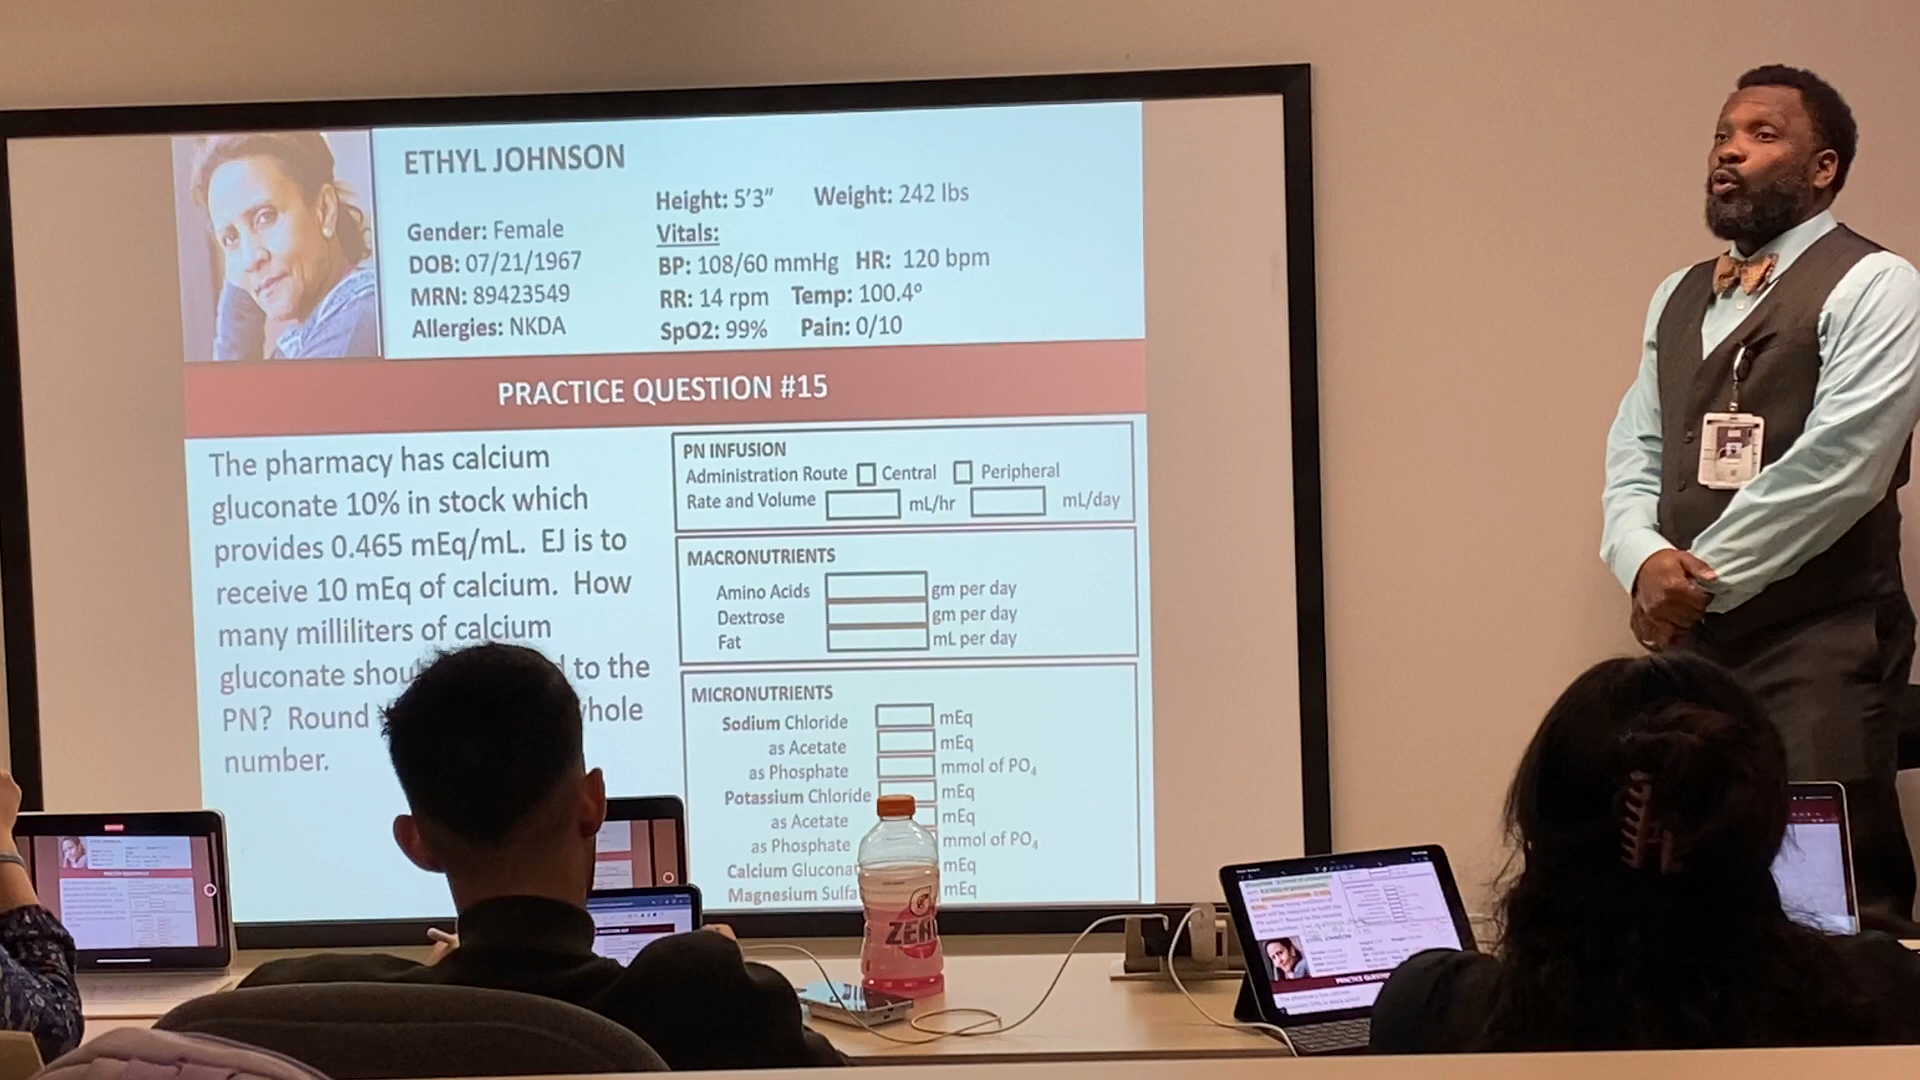 ETHYL JOHNSON
Height: 5'3" Weight: 242 lbs
Gender: Female
Vitals:
DOB: 07/21/1967
BP: 108/60 mmHg HR: 120 bpm
MRN: 89423549
RR: 14 rpm Temp: 100.4º
Allergies: NKDA
SpO2: 99% Pain: 0/10
PRACTICE QUESTION #15
The pharmacy has calcium
gluconate 10% in stock which
provides 0.465 mEq/mL. EJ is to
receive 10 mEq of calcium. How
many milliliters of calcium
gluconate to the
PN? Round
number.
PN INFUSION
Administration Route Central Peripheral
Rate and Volume mL/hr mL/day
MACRONUTRIENTS
Amino Acids gm per day
Dextrose gm per day
Fat mL per day
MICRONUTRIENTS
Sodium Chloride mEq
as Acetate mEq
as Phosphate mmol of PO4
Potassium Chloride mEq
as Acetate mEq
as Phosphate mmol of PO4
Calcium mEq
Magnesium mEq
G
ZERO
PRACTICE QUESTION